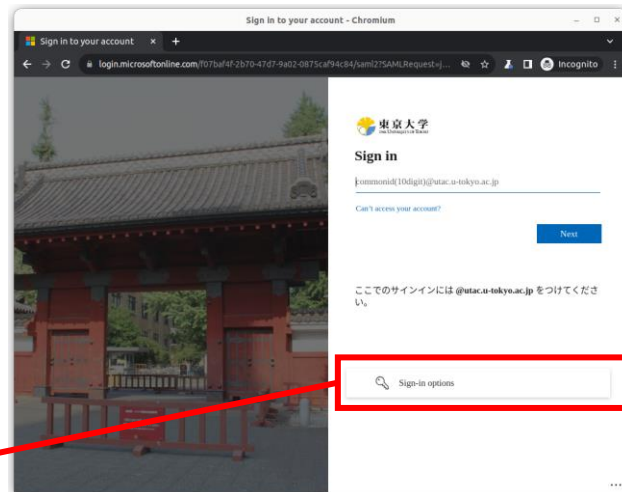 Sign in to your account - Chromium
Sign in to your account
login.microsoftonline.com/f07baf4f-2b70-47d7-9a02-0875caf94c84/saml2?SAMLRequest=j...
Incognito
東京大学
THE UNIVERSITY OF TOKYO
Sign in
commonid(10digit)@utac.u-tokyo.ac.jp
Can't access your account?
Next
ここでのサインインには @utac.u-tokyo.ac.jp をつけてくださ
い。
Sign-in options